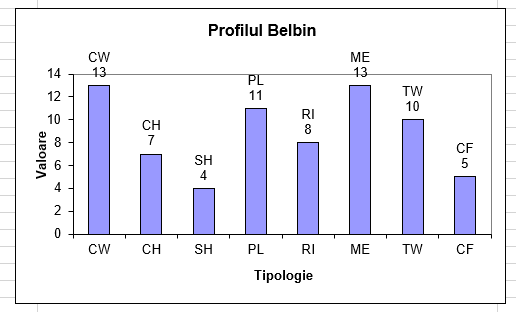 Profilul Belbin
CW
13
CH
7
SH
4
PL
11
RI
8
ME
13
TW
10
CF
5
14
12
10
8
6
4
2
0
Valoare
CW CH SH PL RI ME TW CF
Tipologie